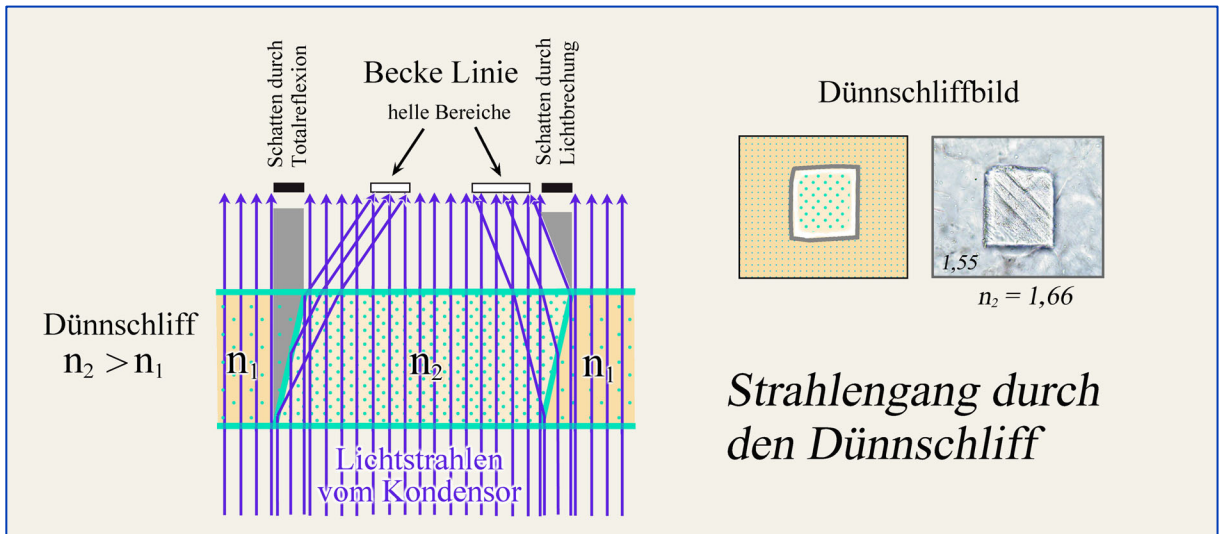 Schatten durch
Totalreflexion
Becke Linie
helle Bereiche
Schatten durch
Lichtbrechung
Dünnschliff
n₂ > n₁
n₁
n₂
n₁
Lichtstrahlen
vom Kondensor
Dünnschliffbild
1,55
n₂ = 1,66
Strahlengang durch
den Dünnschliff